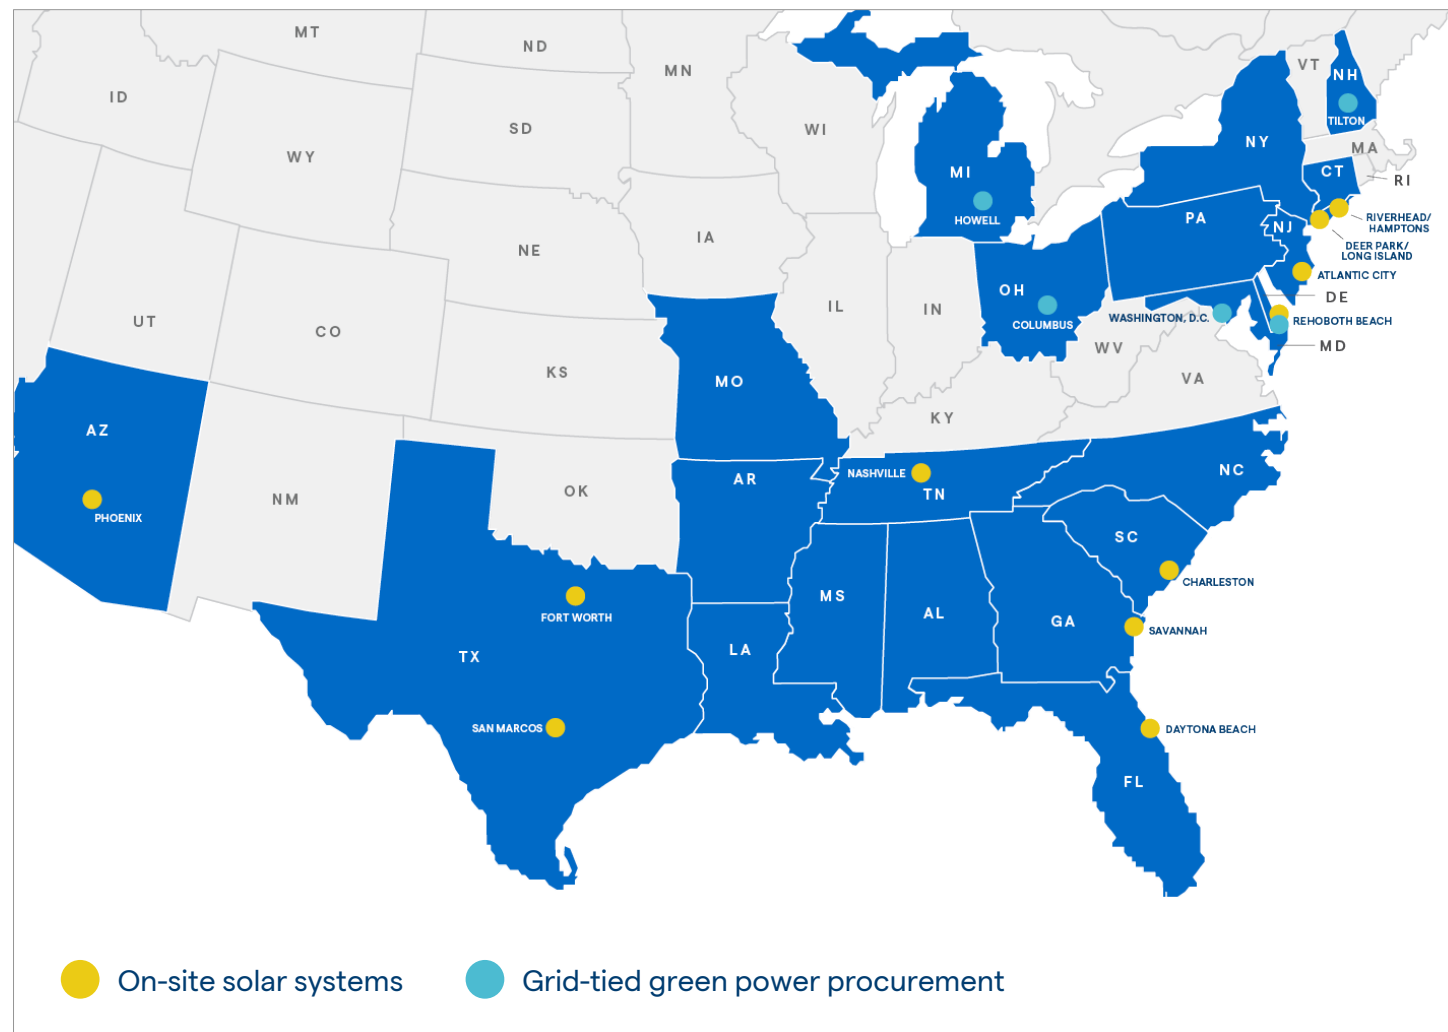 MT
ND
MN
ID
SD
WI
WY
VT
NH
TILTON
NY
MA
MI
CT
RI
HOWELL
PA
RIVERHEAD/
HAMPTONS
NJ
DEER PARK/
LONG ISLAND
IA
NE
ATLANTIC CITY
OH
DE
UT
CO
IL
IN
COLUMBUS
WASHINGTON, D.C.
REHOBOTH BEACH
MD
WV
KS
MO
VA
AZ
KY
NM
OK
AR
NASHVILLE
TN
NC
PHOENIX
SC
FORT WORTH
CHARLESTON
MS
AL
GA
SAVANNAH
TX
LA
SAN MARCOS
DAYTONA BEACH
FL
On-site solar systems
Grid-tied green power procurement